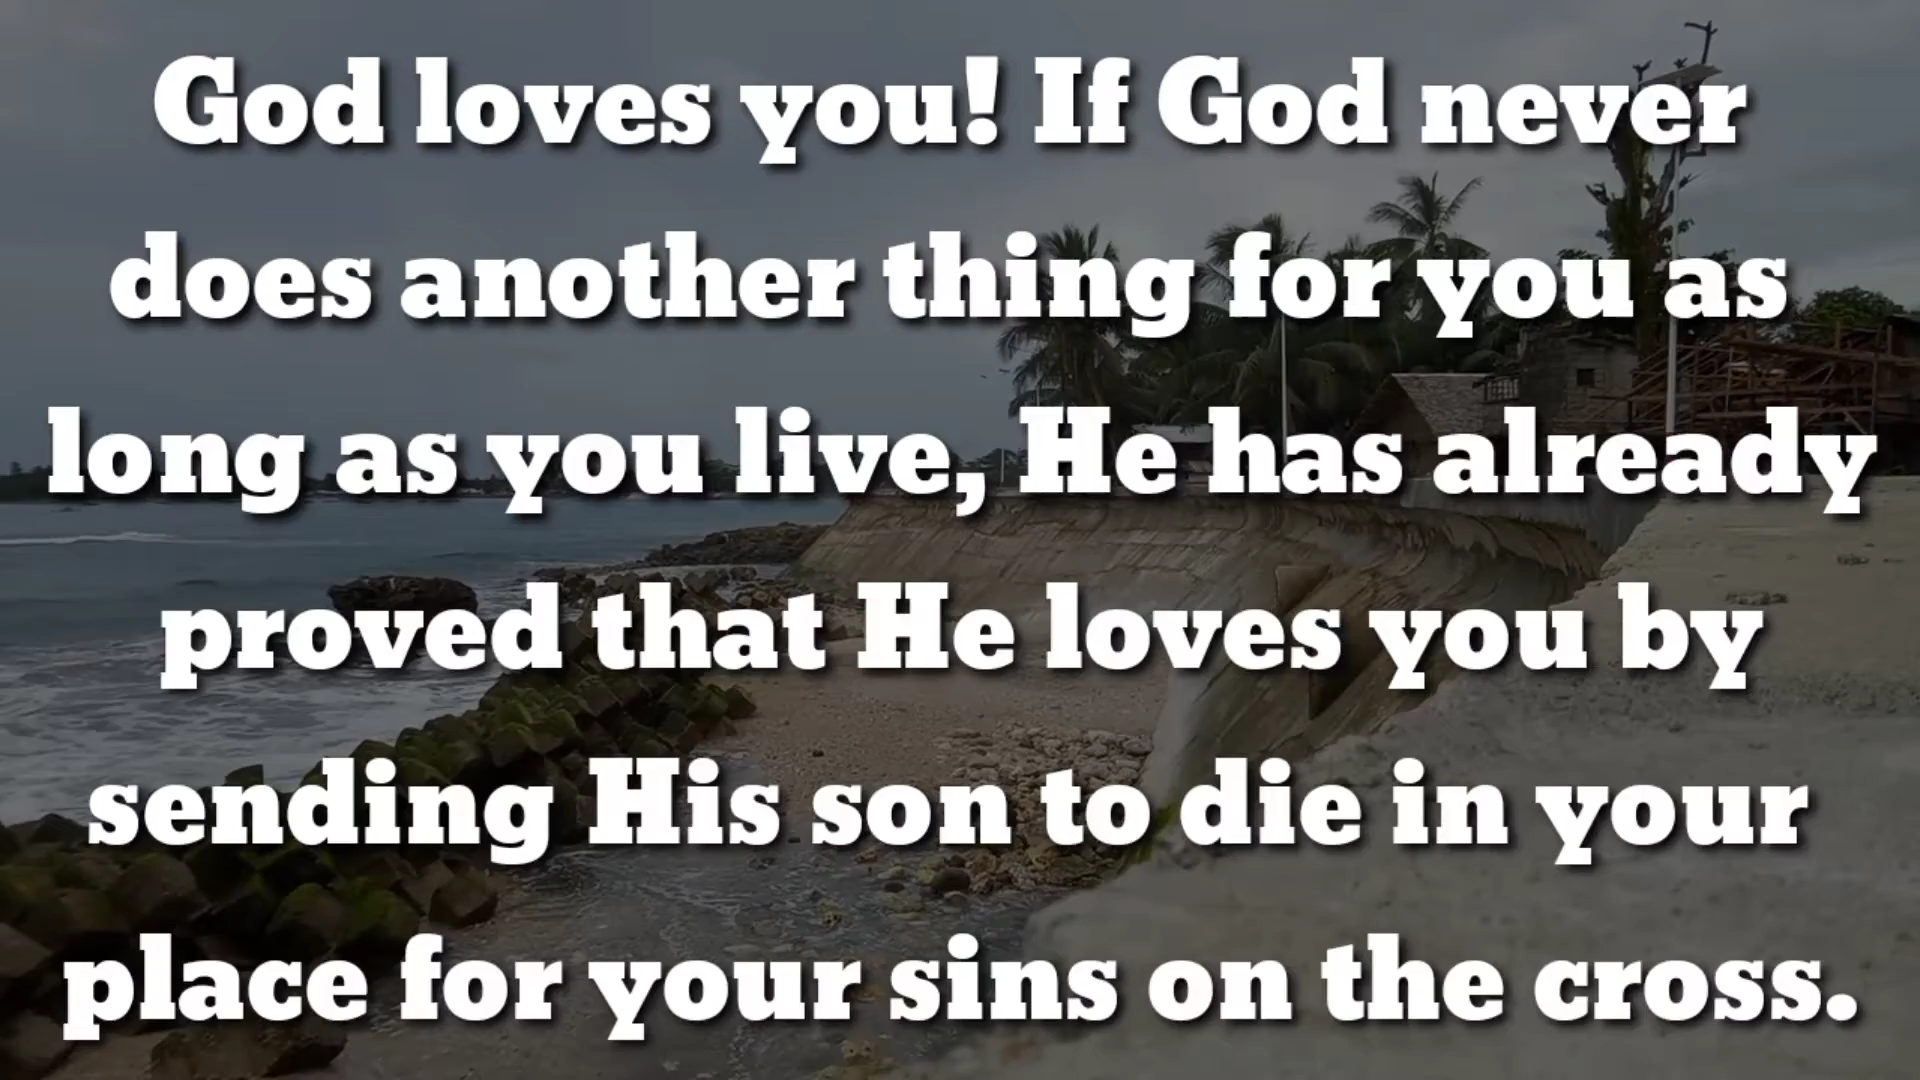 God loves you! If God never
does another thing for you as
long as you live, He has already
proved that He loves you by
sending His son to die in your
place for your sins on the cross.